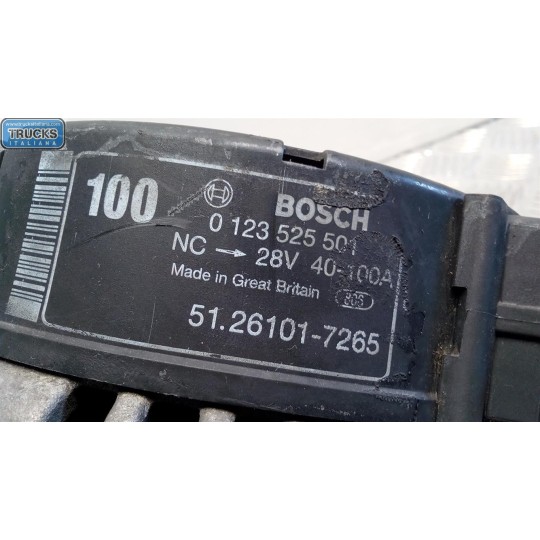 TRUCKS
ITALIANA
100
BOSCH
0 123 525 501
NC → 28V 40-100A
Made in Great Britain
51.26101-7265